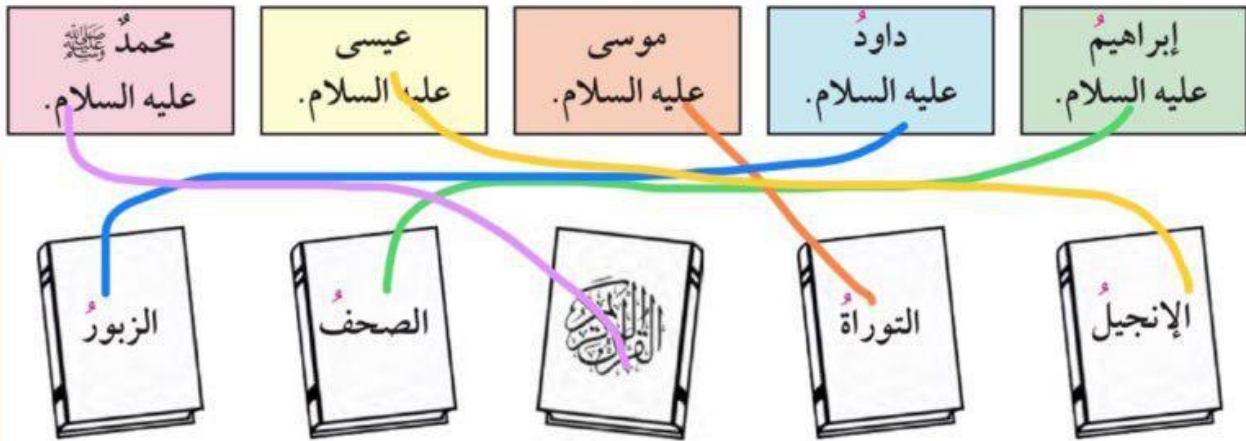 إبراهيمُ
عليه السلام.
داودُ
عليه السلام.
موسى
عليه السلام.
عيسى
عليه السلام.
محمدٌ ﷺ
عليه السلام.
الإنجيلُ
التوراةُ
القرآن الكريم
الصحفُ
الزبورُ